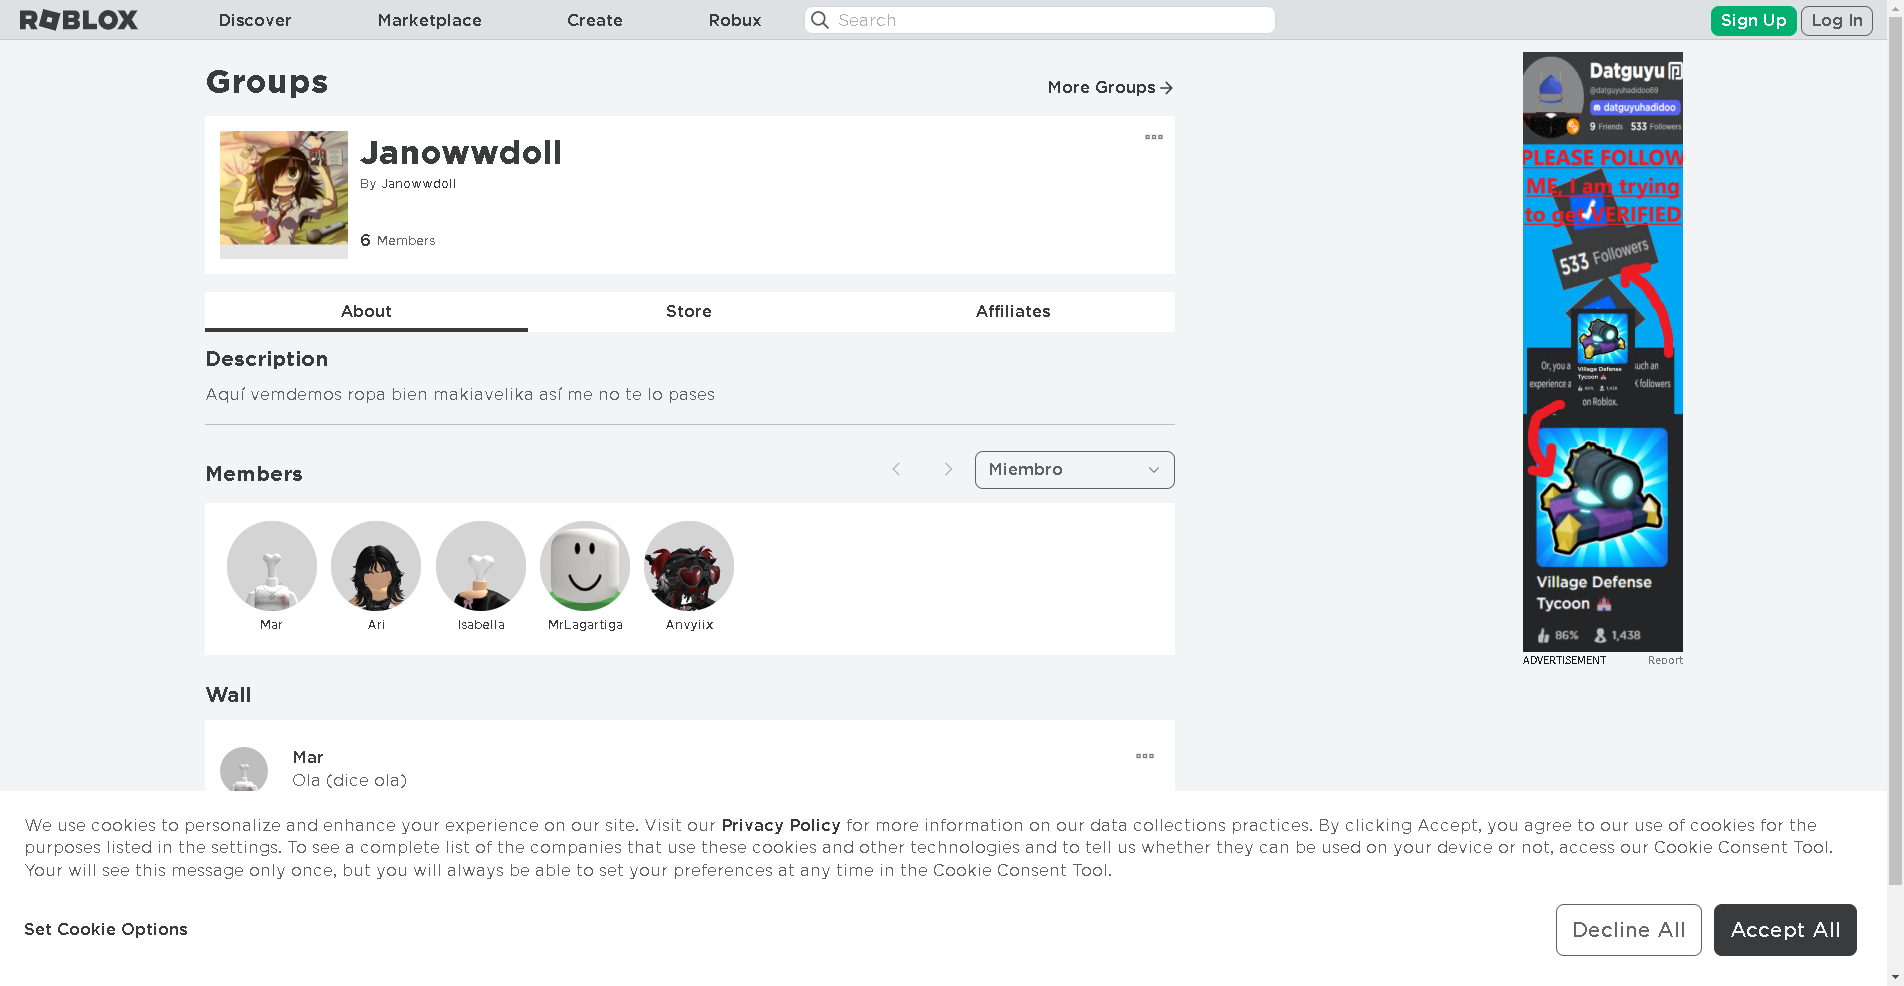 ROBLOX
Discover
Marketplace
Create
Robux
Search
Sign Up
Log In
Groups
More Groups
Janowwdoll
By Janowwdoll
6 Members
About
Store
Affiliates
Description
Aquí vemdemos ropa bien makiavelika así me no te lo pases
Members
Miembro
Mar
Ari
Isabella
MrLagartiga
Anvyiix
Wall
Mar
Ola (dice ola)
Datguyu
@datguyuhadidoo69
datguyuhadidoo
9 Friends 533 Followers
PLEASE FOLLOW
ME, I am trying
to get VERIFIED
533 Followers
Or, you a
such an
experience a
K followers
on Roblox.
Village Defense
Tycoon
86% 1,438
Village Defense
Tycoon
86% 1,438
ADVERTISEMENT
Report
We use cookies to personalize and enhance your experience on our site. Visit our Privacy Policy for more information on our data collections practices. By clicking Accept, you agree to our use of cookies for the
purposes listed in the settings. To see a complete list of the companies that use these cookies and other technologies and to tell us whether they can be used on your device or not, access our Cookie Consent Tool.
Your will see this message only once, but you will always be able to set your preferences at any time in the Cookie Consent Tool.
Set Cookie Options
Decline All
Accept All